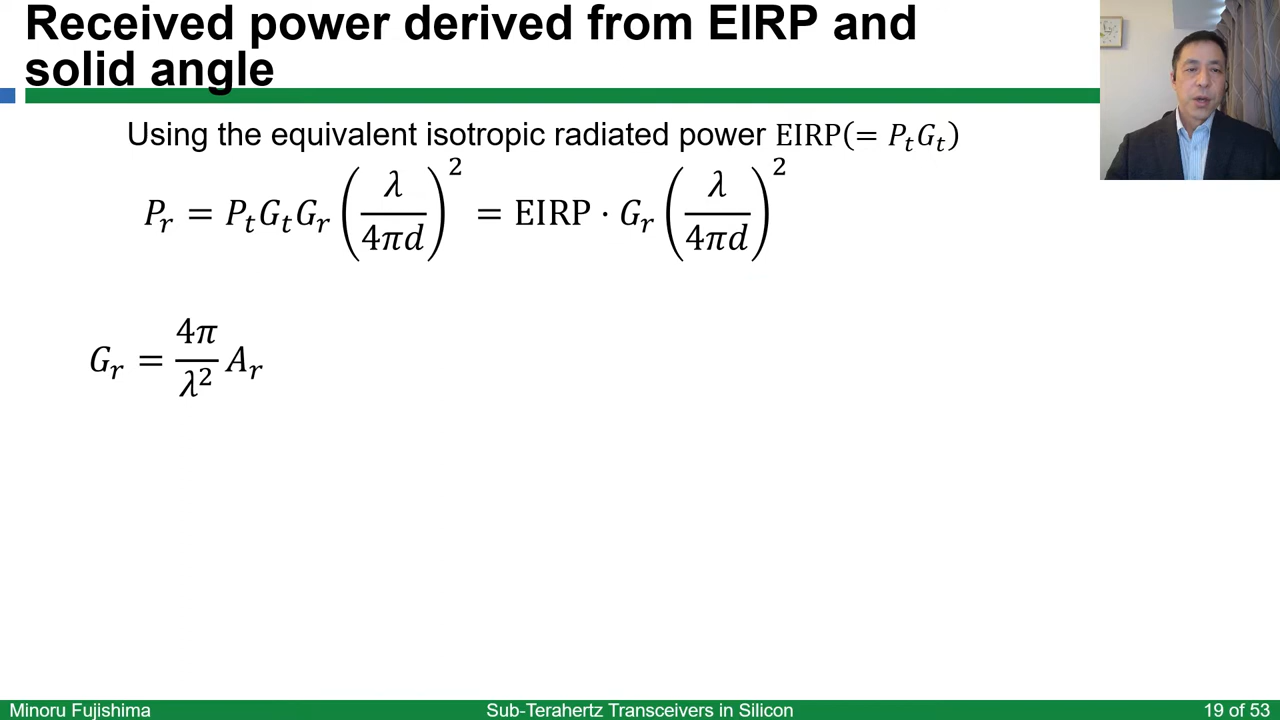 Received power derived from EIRP and
solid angle
Using the equivalent isotropic radiated power EIRP(= P_t G_t)
P_r = P_t G_t G_r (λ/4πd)^2 = EIRP · G_r (λ/4πd)^2
G_r = 4π/λ^2 A_r
Minoru Fujishima Sub-Terahertz Transceivers in Silicon 19 of 53